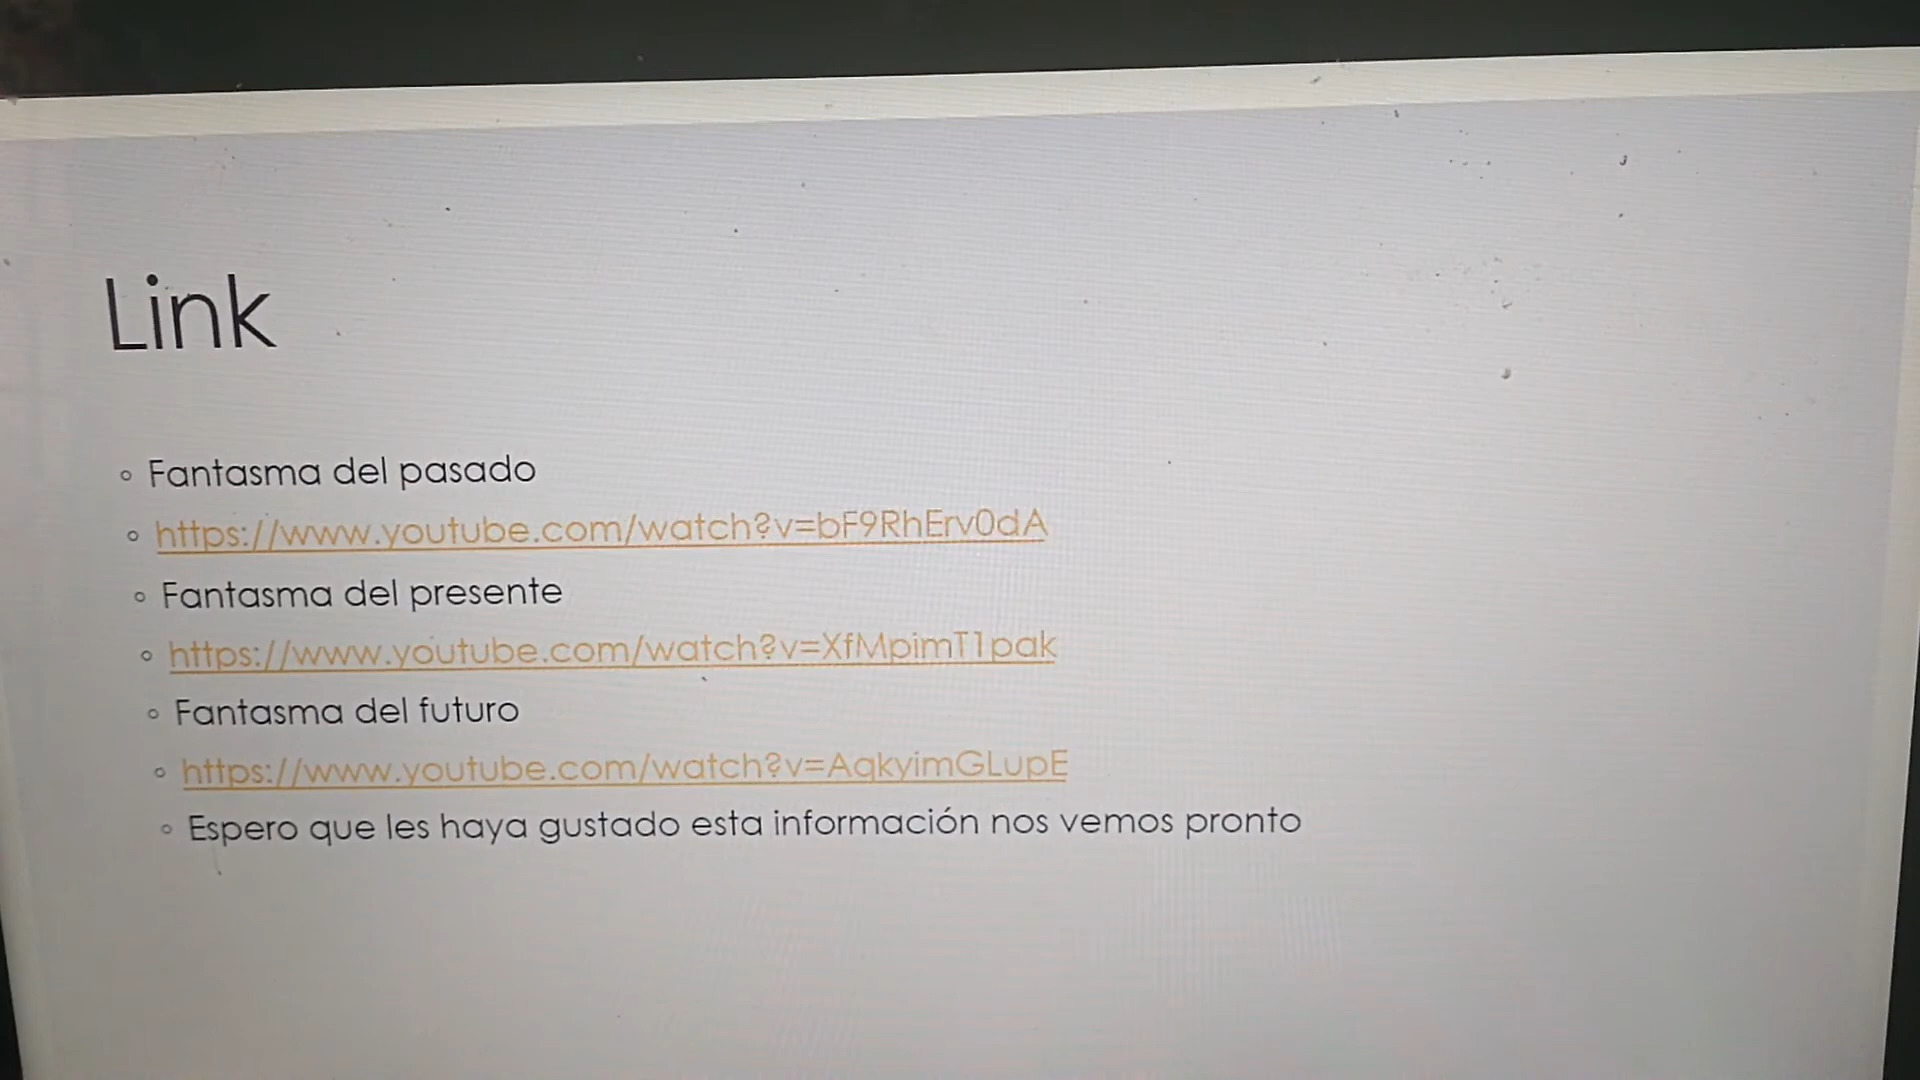 Link
Fantasma del pasado
https://www.youtube.com/watch?v=bF9RhErv0dA
Fantasma del presente
https://www.youtube.com/watch?v=XfMpimT1pak
Fantasma del futuro
https://www.youtube.com/watch?v=AqkyimGLupE
Espero que les haya gustado esta información nos vemos pronto